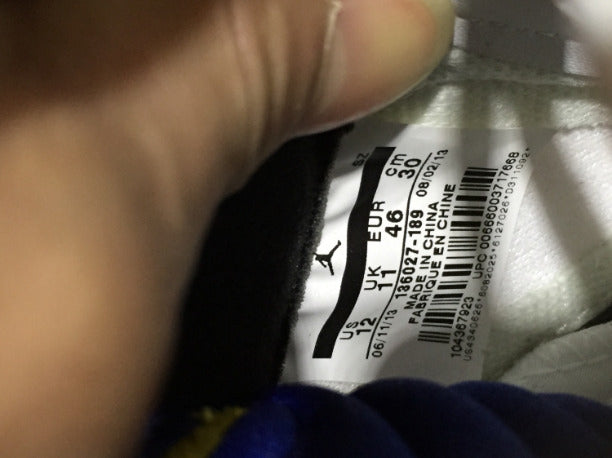 US UK EUR cm
12 11 46 30
06/11/13 08/02/13
136027-189
MADE IN CHINA
FABRIQUE EN CHINE
UPC 00666003717668
104367923